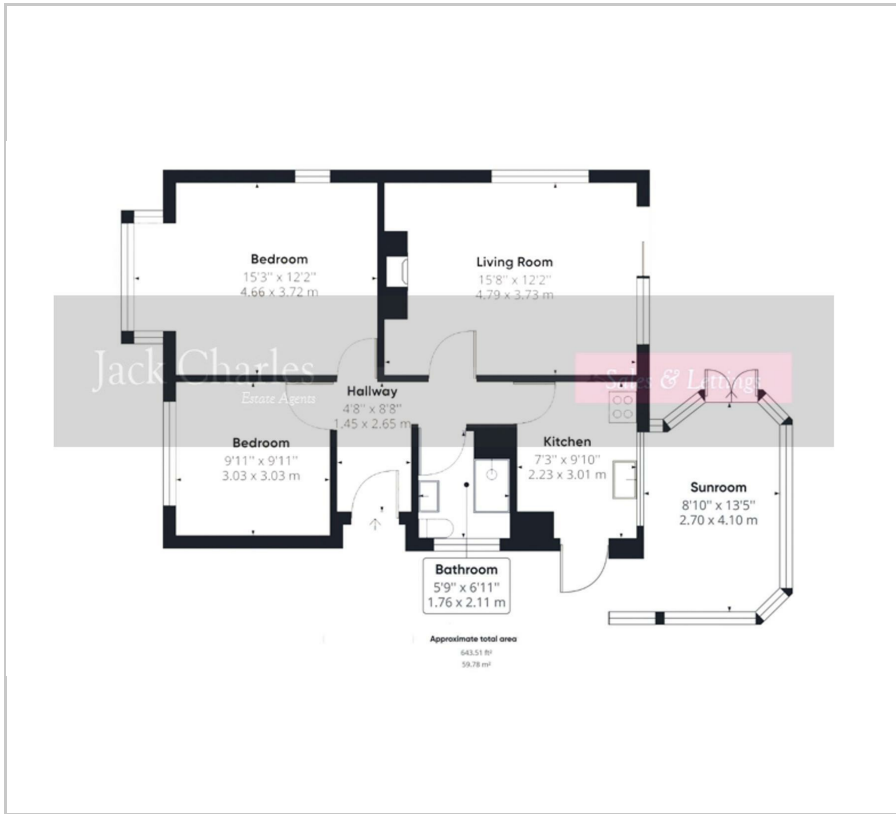 Bedroom
15'3" x 12'2"
4.66 x 3.72 m
Living Room
15'8" x 12'2"
4.79 x 3.73 m
Jack Charles
Estate Agents
Sales & Lettings
Hallway
4'8" x 8'8"
1.45 x 2.65 m
Bedroom
9'11" x 9'11"
3.03 x 3.03 m
Kitchen
7'3" x 9'10"
2.23 x 3.01 m
Sunroom
8'10" x 13'5"
2.70 x 4.10 m
Bathroom
5'9" x 6'11"
1.76 x 2.11 m
Approximate total area
643.51 ft²
59.78 m²